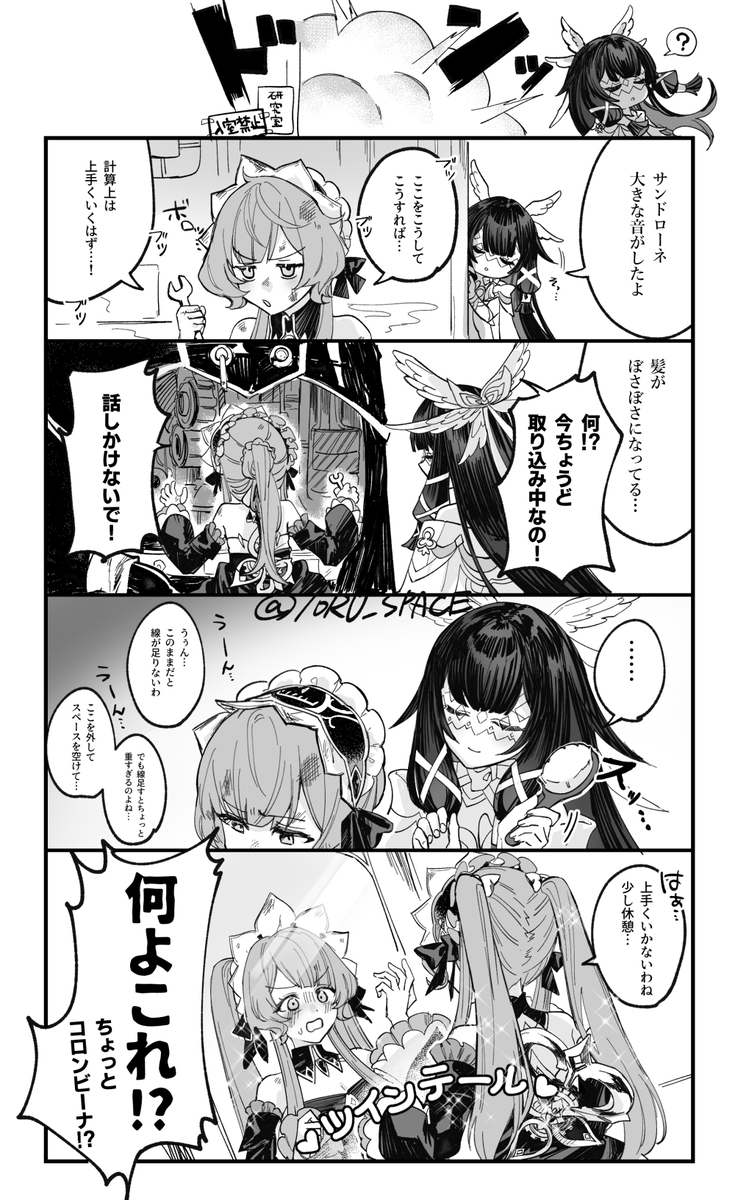 ドドドン
?
研究室
入室禁止
サンドローネ
大きな音がしたよ
そっ…
ブッ
ここをこうして
こうすれば…
ボロ…
ブツ
計算上は
上手くいくはず…!
ブツ
髪が
ぼさぼさになってる…
何!?
今ちょうど
取り込み中なの!
話しかけないで!
@YORU_SPACE
……
スッ…
うーん…
うぅん…
このままだと
線が足りないわ
でも線足すとちょっと
重すぎるのよね…
うーん…
ここを外して
スペースを空けて…
はぁ…
上手くいかないわね
少し休憩…
ツインテール
何よこれ!?
ちょっと
コロンビーナ!?